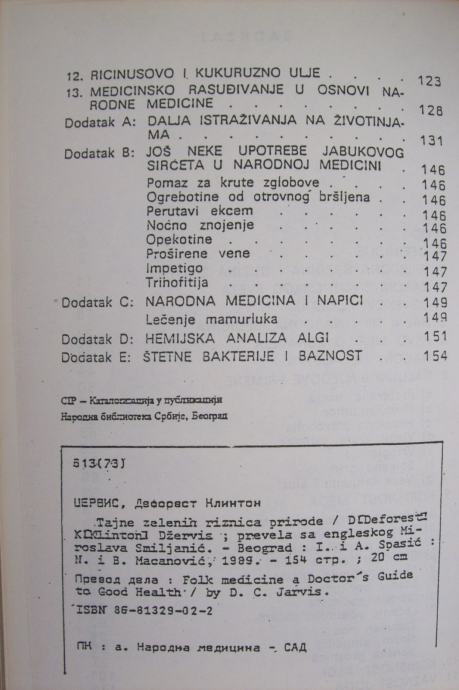 12. RICINUSOVO I KUKURUZNO ULJE . . . . 123
13. MEDICINSKO RASUĐIVANJE U OSNOVI NA-
RODNE MEDICINE . . . . . . . . 128
Dodatak A: DALJA ISTRAŽIVANJA NA ŽIVOTINJA-
MA . . . . . . . . . . 131
Dodatak B: JOŠ NEKE UPOTREBE JABUKOVOG
SIRĆETA U NARODNOJ MEDICINI . 146
Pomaz za krute zglobove . . . . 146
Ogrebotine od otrovnog bršljena . . 146
Perutavi ekcem . . . . . . 146
Noćno znojenje . . . . . . 146
Opekotine . . . . . . . . 146
Proširene vene . . . . . . 147
Impetigo . . . . . . . . 147
Trihofitija . . . . . . . . 147
Dodatak C: NARODNA MEDICINA I NAPICI . . 149
Lečenje mamurluka . . . . . 149
Dodatak D: HEMIJSKA ANALIZA ALGI . . . 151
Dodatak E: ŠTETNE BAKTERIJE I BAZNOST . . 154
CIP – Каталогизација у публикацији
Народна библиотека Србије, Београд
613(73)
ЏЕРВИС, Дефорест Клинтон
Tajne zelenih riznica prirode / D[Deforest]
K[Klinton] Džervis ; prevela sa engleskog Mi-
roslava Smiljanić. – Beograd : I. i A. Spasić :
N. i B. Macanović, 1989. – 154 стр. ; 20 cm
Превод дела : Folk medicine a Doctor's Guide
to Good Health / by D. C. Jarvis.
ISBN 86-81329-02-2
ПК : а. Народна медицина – САД